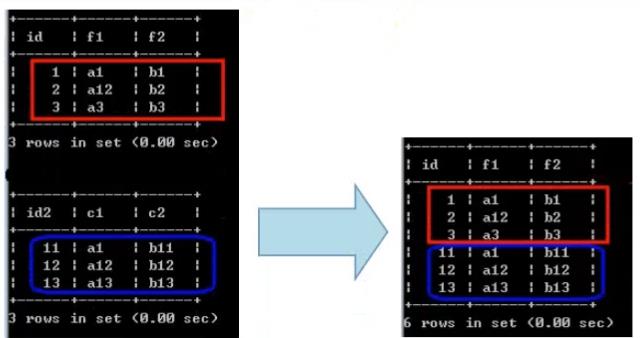 id f1 f2
1 a1 b1
2 a12 b2
3 a3 b3
3 rows in set (0.00 sec)
id2 c1 c2
11 a1 b11
12 a12 b12
13 a13 b13
3 rows in set (0.00 sec)
id f1 f2
1 a1 b1
2 a12 b2
3 a3 b3
11 a1 b11
12 a12 b12
13 a13 b13
6 rows in set (0.00 sec)